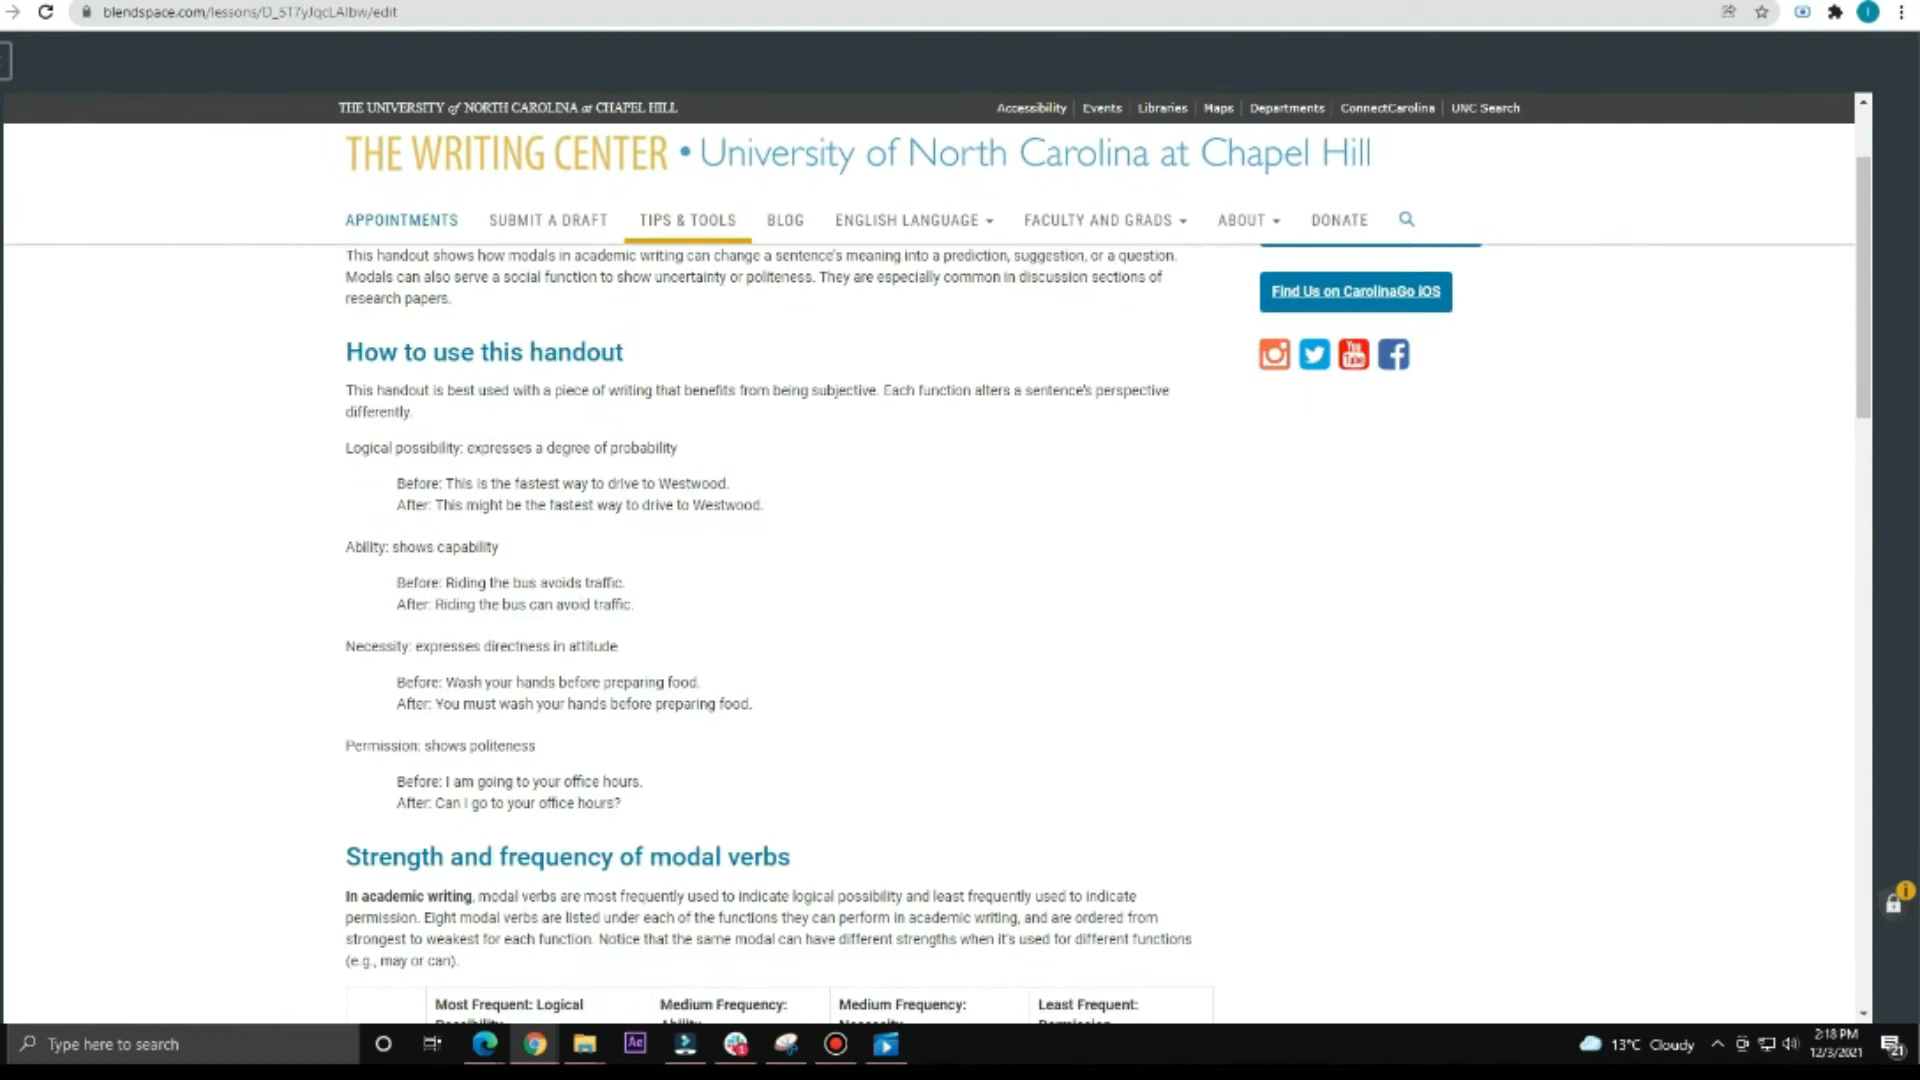 blendspace.com/lessons/D_5T7yJqcLAIbw/edit
THE UNIVERSITY of NORTH CAROLINA at CHAPEL HILL
Accessibility Events Libraries Maps Departments ConnectCarolina UNC Search
THE WRITING CENTER • University of North Carolina at Chapel Hill
APPOINTMENTS SUBMIT A DRAFT TIPS & TOOLS BLOG ENGLISH LANGUAGE FACULTY AND GRADS ABOUT DONATE
This handout shows how modals in academic writing can change a sentence's meaning into a prediction, suggestion, or a question.
Modals can also serve a social function to show uncertainty or politeness. They are especially common in discussion sections of
research papers.
Find Us on CarolinaGo iOS
You Tube
How to use this handout
This handout is best used with a piece of writing that benefits from being subjective. Each function alters a sentence's perspective
differently.
Logical possibility: expresses a degree of probability
Before: This is the fastest way to drive to Westwood.
After: This might be the fastest way to drive to Westwood.
Ability: shows capability
Before: Riding the bus avoids traffic.
After: Riding the bus can avoid traffic.
Necessity: expresses directness in attitude
Before: Wash your hands before preparing food.
After: You must wash your hands before preparing food.
Permission: shows politeness
Before: I am going to your office hours.
After: Can I go to your office hours?
Strength and frequency of modal verbs
In academic writing, modal verbs are most frequently used to indicate logical possibility and least frequently used to indicate
permission. Eight modal verbs are listed under each of the functions they can perform in academic writing, and are ordered from
strongest to weakest for each function. Notice that the same modal can have different strengths when it's used for different functions
(e.g., may or can).
Most Frequent: Logical Medium Frequency: Medium Frequency: Least Frequent:
Type here to search
Ae
13°C Cloudy
2:18 PM
12/3/2021
21